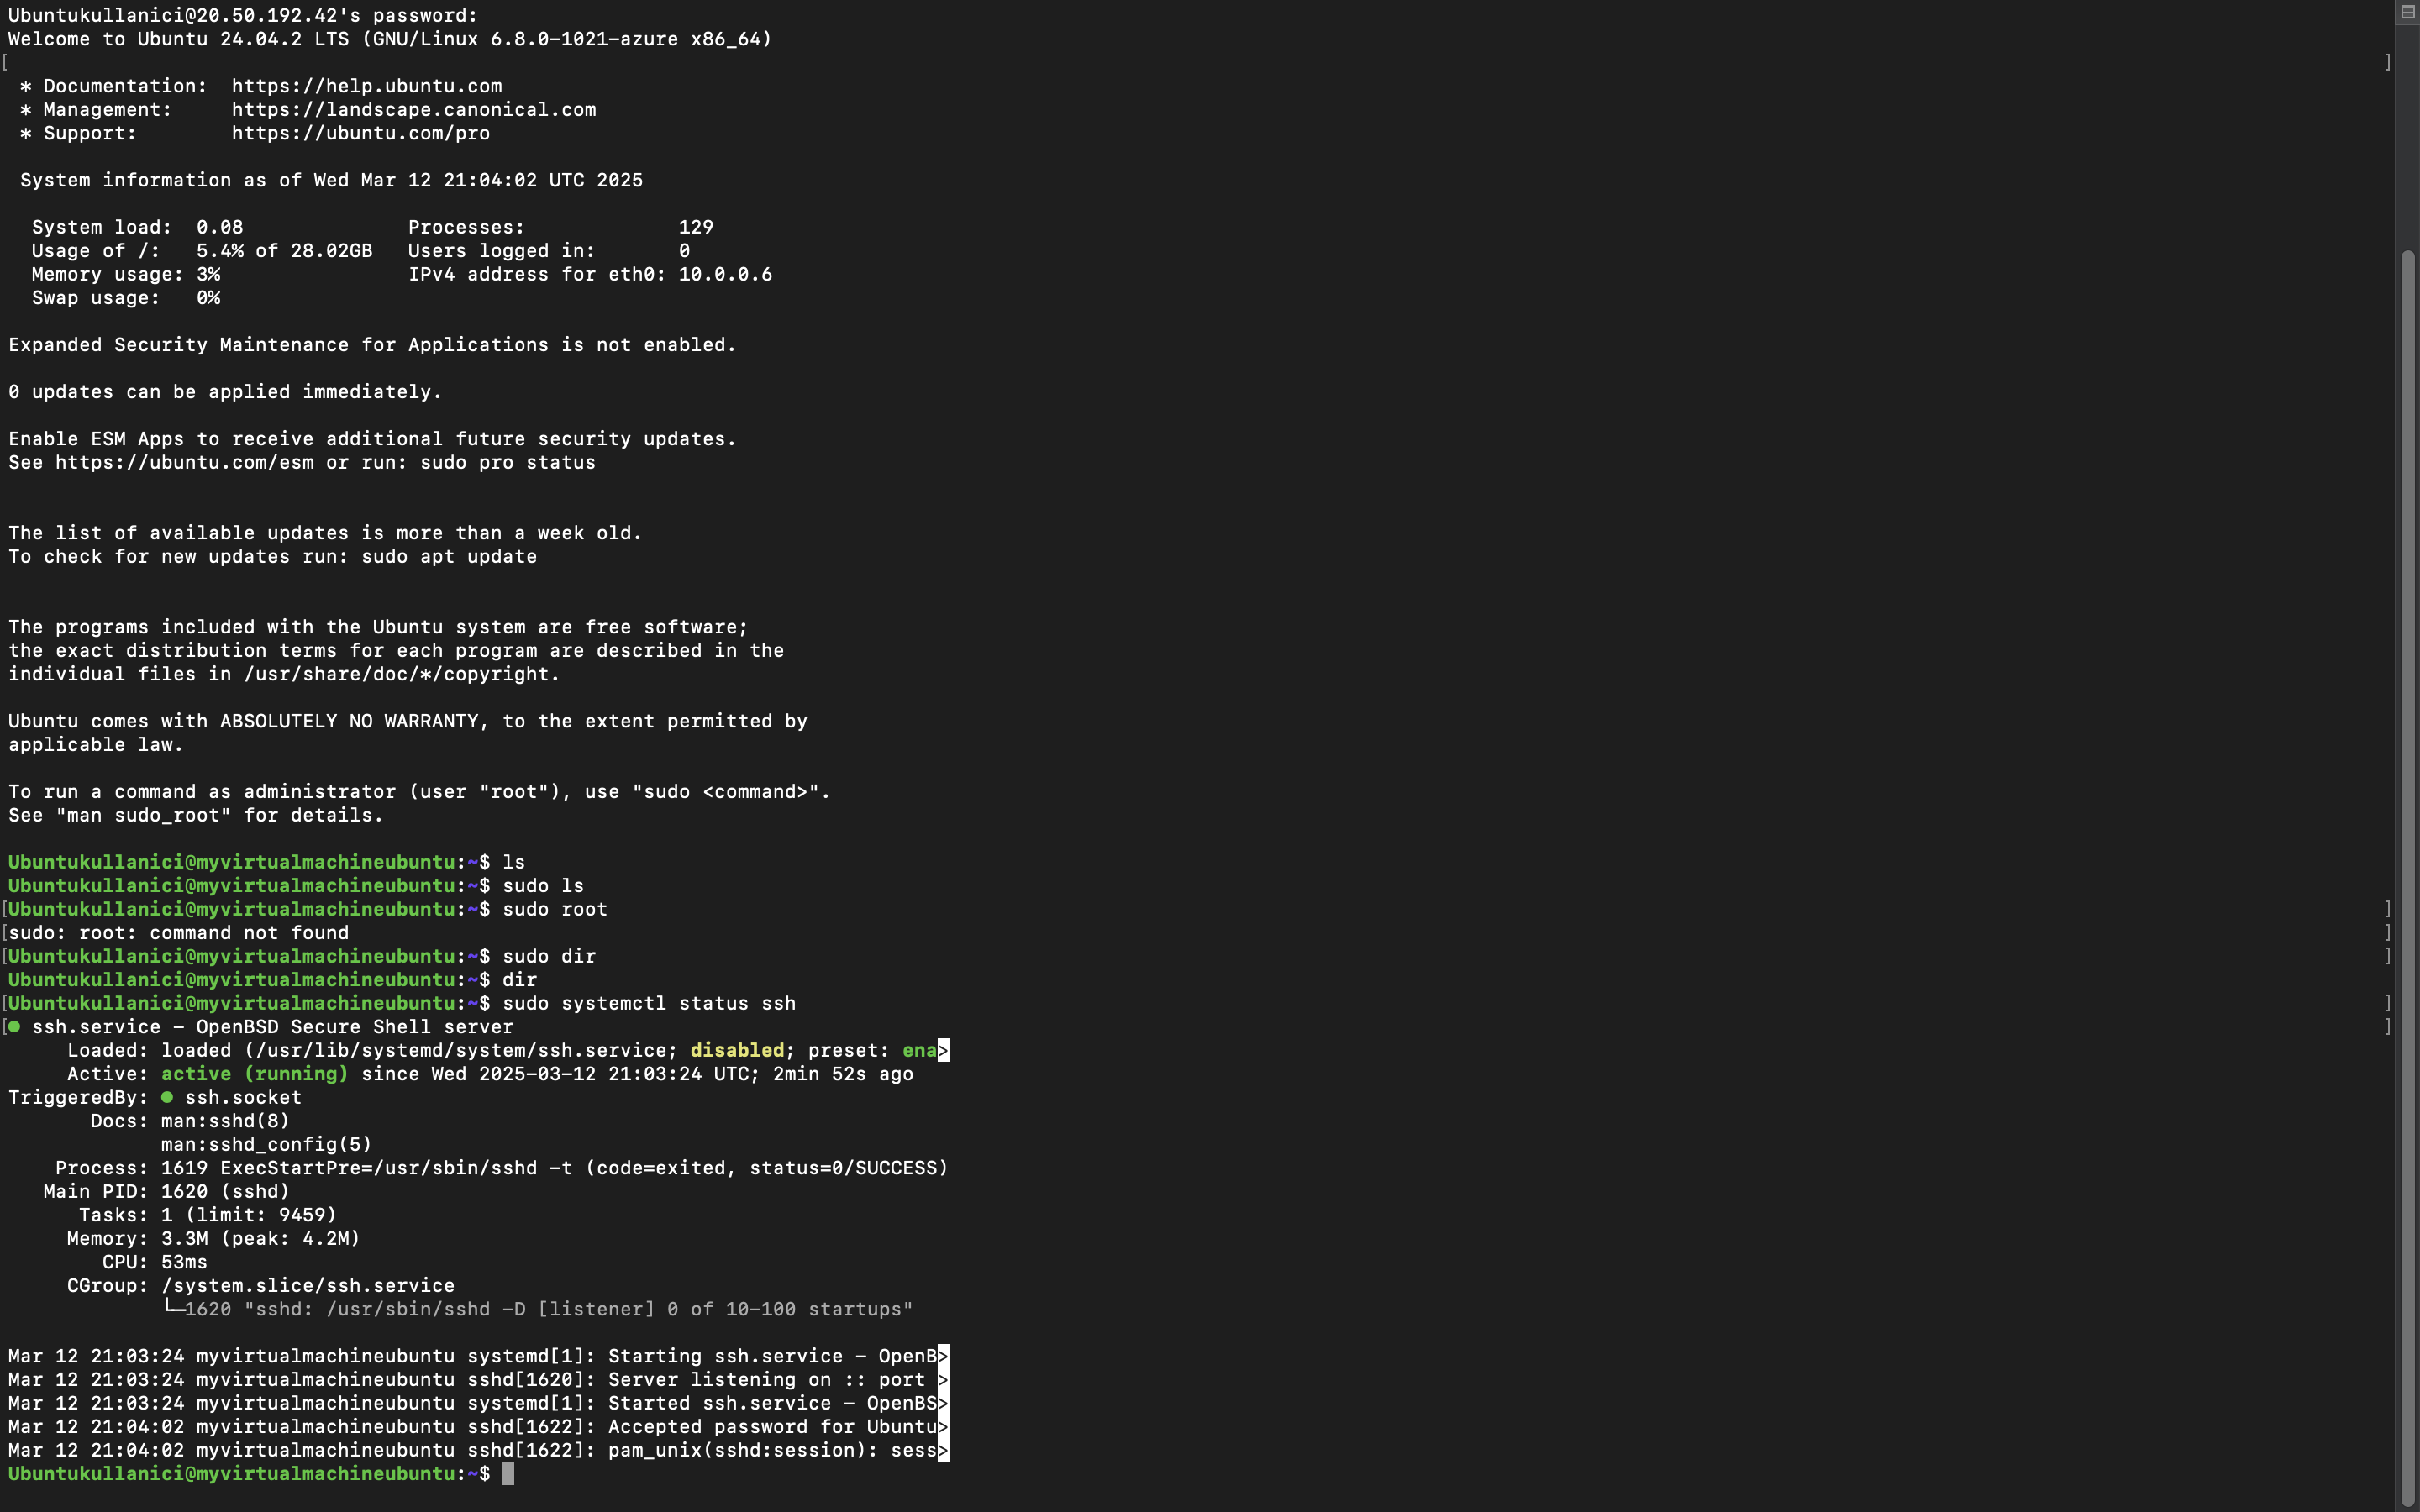 Ubuntukullanici@20.50.192.42's password:
Welcome to Ubuntu 24.04.2 LTS (GNU/Linux 6.8.0-1021-azure x86_64)
[ ]
* Documentation:  https://help.ubuntu.com
* Management:     https://landscape.canonical.com
* Support:        https://ubuntu.com/pro
System information as of Wed Mar 12 21:04:02 UTC 2025
System load:  0.08              Processes:             129
Usage of /:   5.4% of 28.02GB   Users logged in:       0
Memory usage: 3%                IPv4 address for eth0: 10.0.0.6
Swap usage:   0%
Expanded Security Maintenance for Applications is not enabled.
0 updates can be applied immediately.
Enable ESM Apps to receive additional future security updates.
See https://ubuntu.com/esm or run: sudo pro status
The list of available updates is more than a week old.
To check for new updates run: sudo apt update
The programs included with the Ubuntu system are free software;
the exact distribution terms for each program are described in the
individual files in /usr/share/doc/*/copyright.
Ubuntu comes with ABSOLUTELY NO WARRANTY, to the extent permitted by
applicable law.
To run a command as administrator (user "root"), use "sudo <command>".
See "man sudo_root" for details.
Ubuntukullanici@myvirtualmachineubuntu:~$ ls
Ubuntukullanici@myvirtualmachineubuntu:~$ sudo ls
[Ubuntukullanici@myvirtualmachineubuntu:~$ sudo root ]
[sudo: root: command not found ]
[Ubuntukullanici@myvirtualmachineubuntu:~$ sudo dir ]
Ubuntukullanici@myvirtualmachineubuntu:~$ dir
[Ubuntukullanici@myvirtualmachineubuntu:~$ sudo systemctl status ssh ]
[● ssh.service - OpenBSD Secure Shell server ]
Loaded: loaded (/usr/lib/systemd/system/ssh.service; disabled; preset: ena>
Active: active (running) since Wed 2025-03-12 21:03:24 UTC; 2min 52s ago
TriggeredBy: ● ssh.socket
Docs: man:sshd(8)
man:sshd_config(5)
Process: 1619 ExecStartPre=/usr/sbin/sshd -t (code=exited, status=0/SUCCESS)
Main PID: 1620 (sshd)
Tasks: 1 (limit: 9459)
Memory: 3.3M (peak: 4.2M)
CPU: 53ms
CGroup: /system.slice/ssh.service
└─1620 "sshd: /usr/sbin/sshd -D [listener] 0 of 10-100 startups"
Mar 12 21:03:24 myvirtualmachineubuntu systemd[1]: Starting ssh.service - OpenB>
Mar 12 21:03:24 myvirtualmachineubuntu sshd[1620]: Server listening on :: port >
Mar 12 21:03:24 myvirtualmachineubuntu systemd[1]: Started ssh.service - OpenBS>
Mar 12 21:04:02 myvirtualmachineubuntu sshd[1622]: Accepted password for Ubuntu>
Mar 12 21:04:02 myvirtualmachineubuntu sshd[1622]: pam_unix(sshd:session): sess>
Ubuntukullanici@myvirtualmachineubuntu:~$